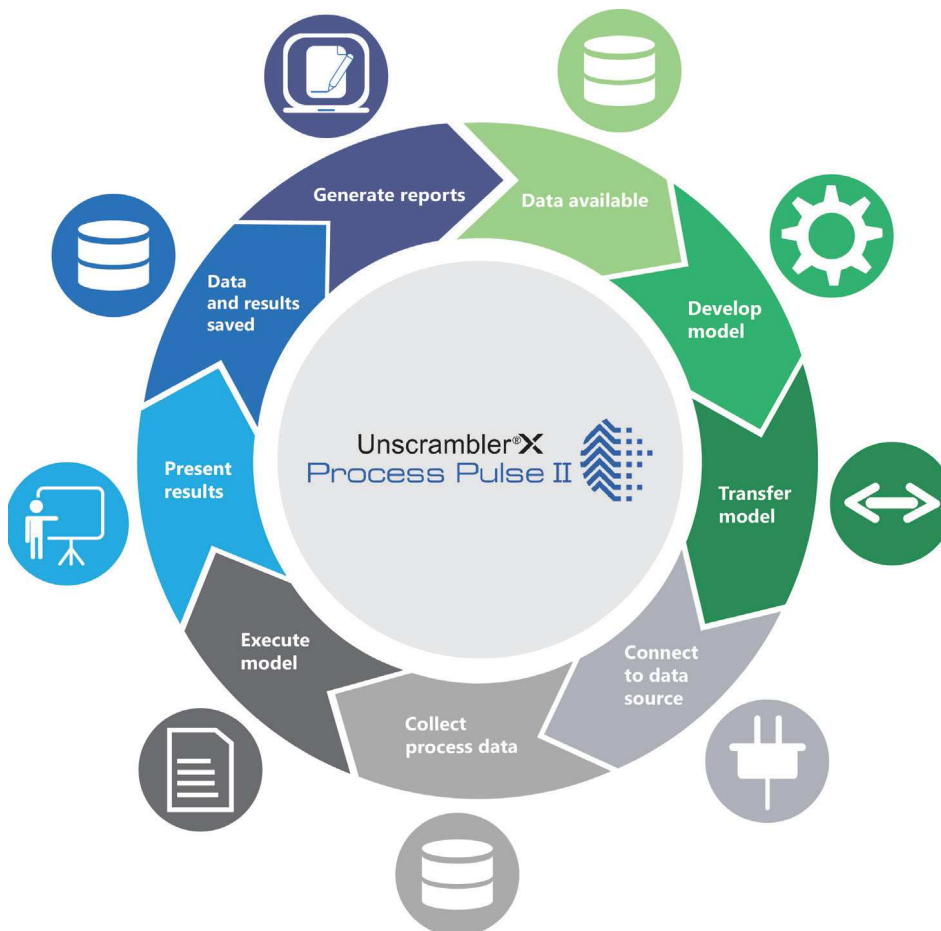 Generate reports
Data available
Develop
model
Transfer
model
Connect
to data
source
Collect
process data
Execute
model
Present
results
Data
and results
saved
Unscrambler®X
Process Pulse II